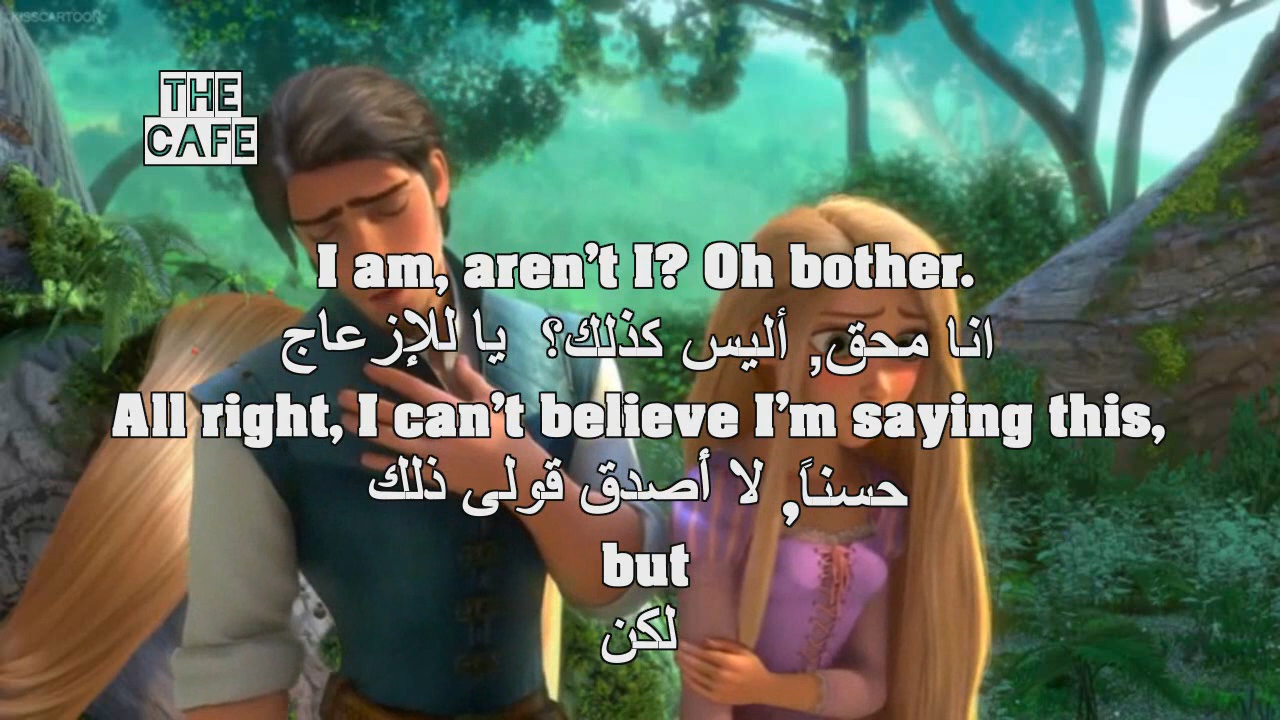 KISSCARTOON
THE
CAFE
I am, aren't I? Oh bother.
انا محق, أليس كذلك؟ يا للإزعاج
All right, I can't believe I'm saying this,
حسناً, لا أصدق قولى ذلك
but
لكن